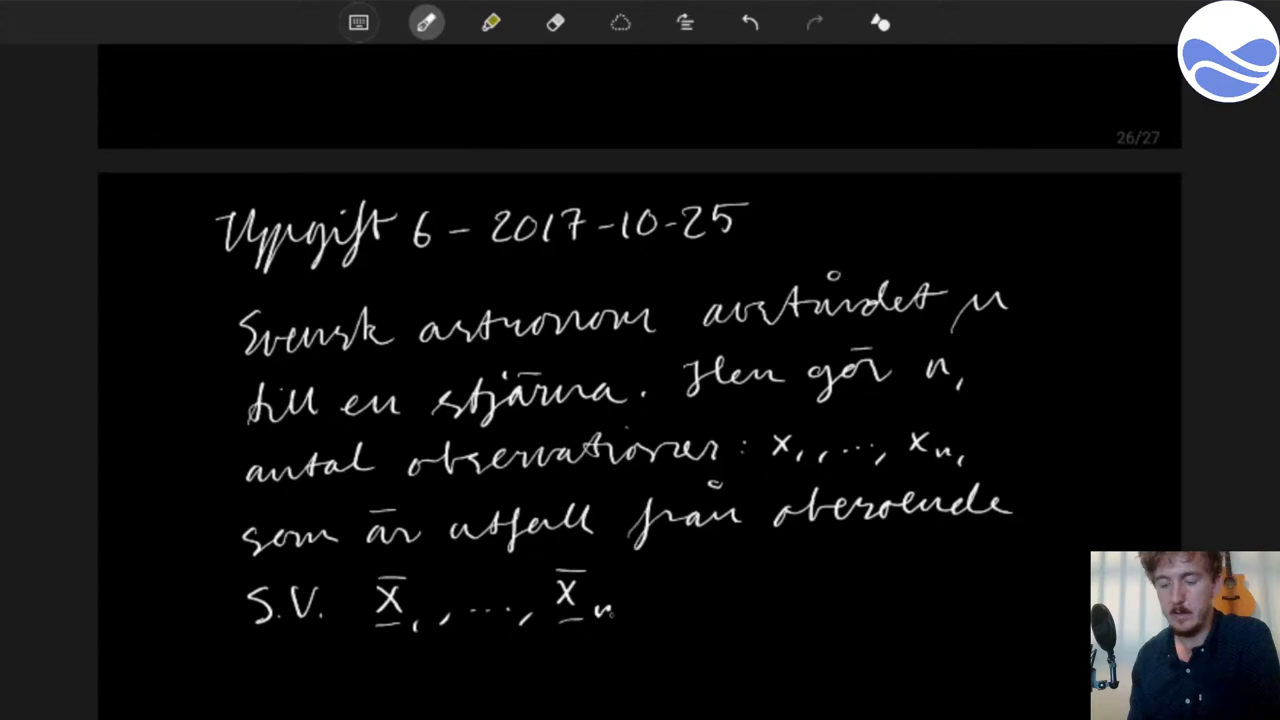 26/27
Uppgift 6 - 2017-10-25
Svensk astronom avståndet μ
till en stjärna. Hen gör n,
antal observationer: x₁, ..., xₙ,
som är utfall från oberoende
S.V. X₁, ..., Xₙ